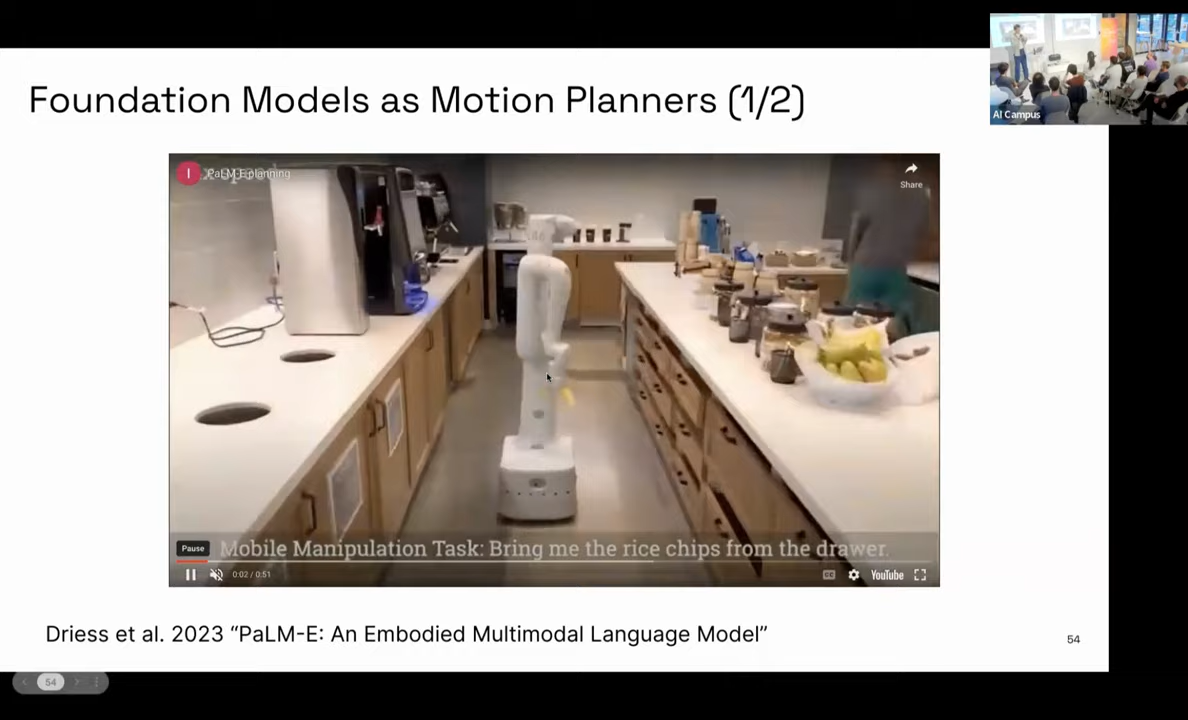 Foundation Models as Motion Planners (1/2)
AI Campus
PaLM-E planning
Share
Pause
Mobile Manipulation Task: Bring me the rice chips from the drawer.
0:02 / 0:51
CC
YouTube
Driess et al. 2023 “PaLM-E: An Embodied Multimodal Language Model”
54
54